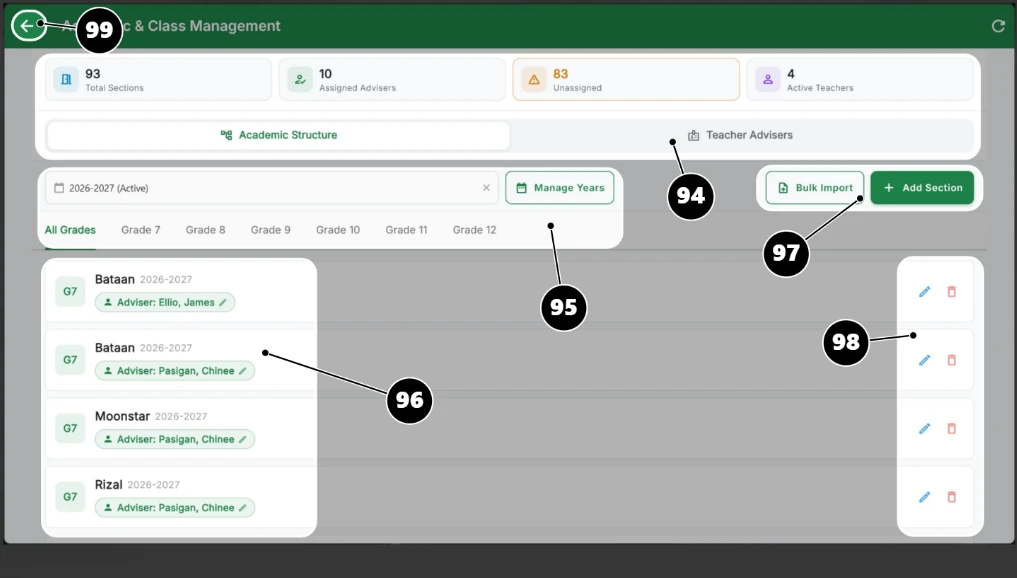 99
& Class Management
93
Total Sections
10
Assigned Advisers
83
Unassigned
4
Active Teachers
Academic Structure
Teacher Advisers
94
2026-2027 (Active)
Manage Years
Bulk Import
Add Section
97
All Grades
Grade 7
Grade 8
Grade 9
Grade 10
Grade 11
Grade 12
95
G7
Bataan 2026-2027
Adviser: Ellio, James
G7
Bataan 2026-2027
Adviser: Pasigan, Chinee
96
98
G7
Moonstar 2026-2027
Adviser: Pasigan, Chinee
G7
Rizal 2026-2027
Adviser: Pasigan, Chinee